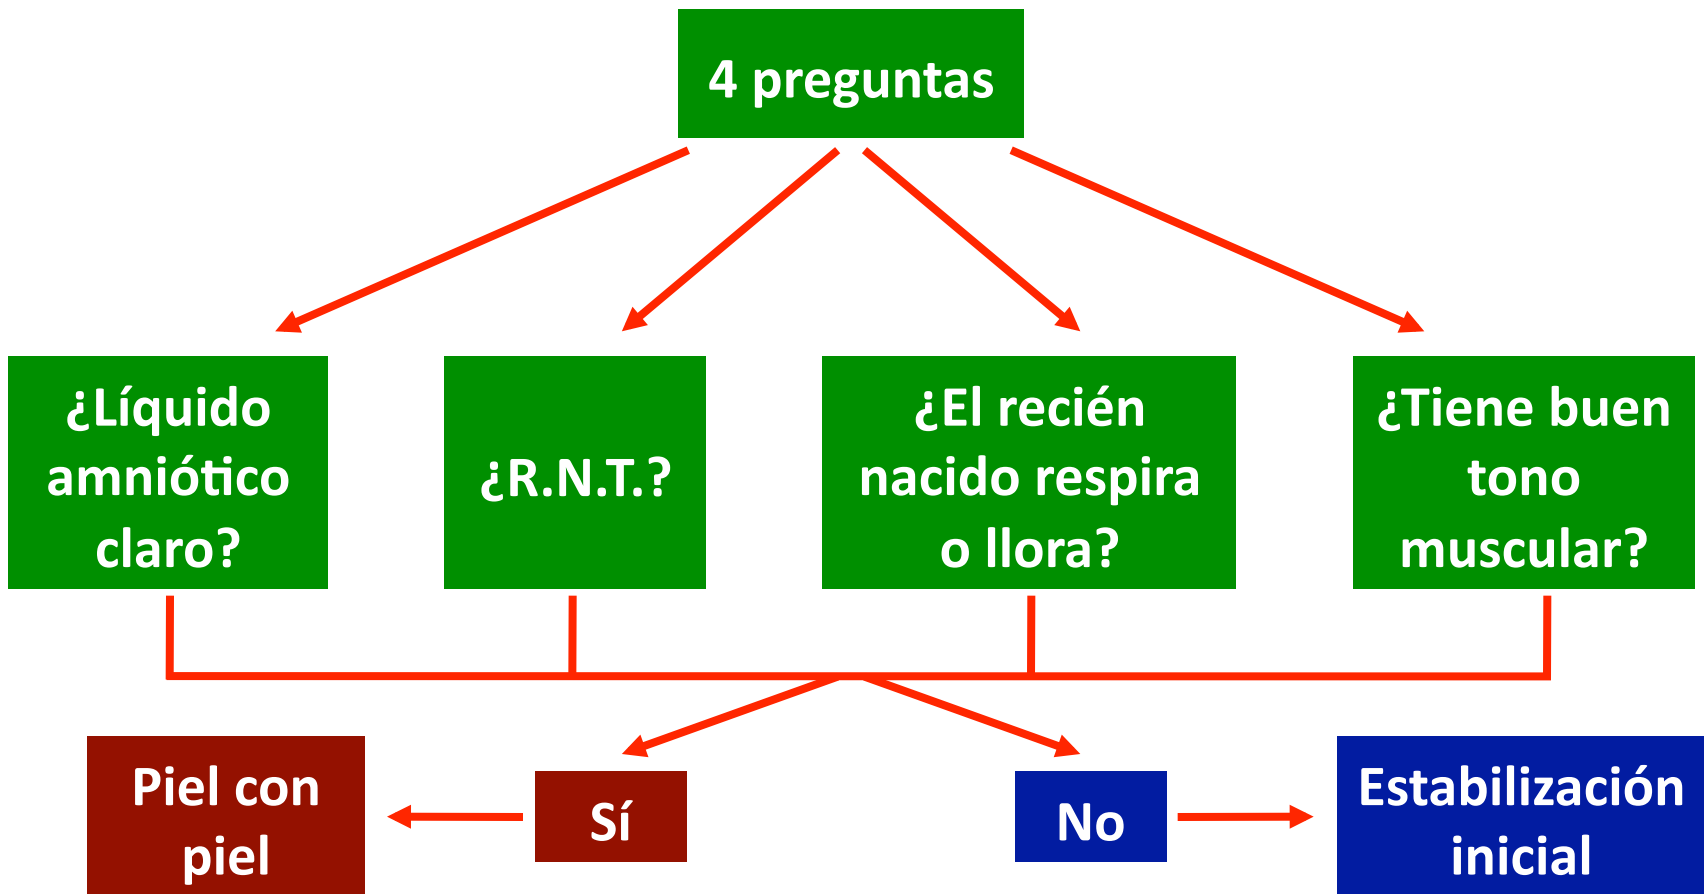 4 preguntas
¿Líquido
amniótico
claro?
¿R.N.T.?
¿El recién
nacido respira
o llora?
¿Tiene buen
tono
muscular?
Piel con
piel
Sí
No
Estabilización
inicial